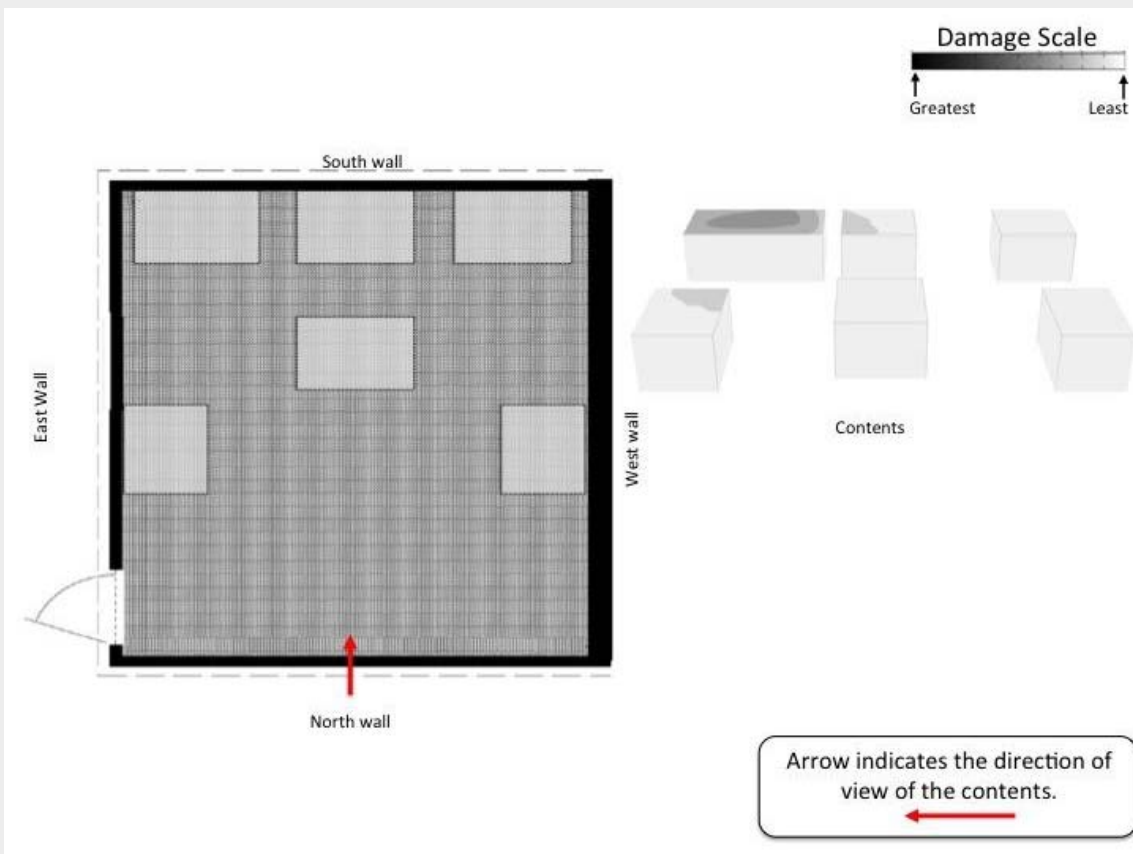 Damage Scale
Greatest
Least
South wall
East Wall
West wall
Contents
North wall
Arrow indicates the direction of
view of the contents.